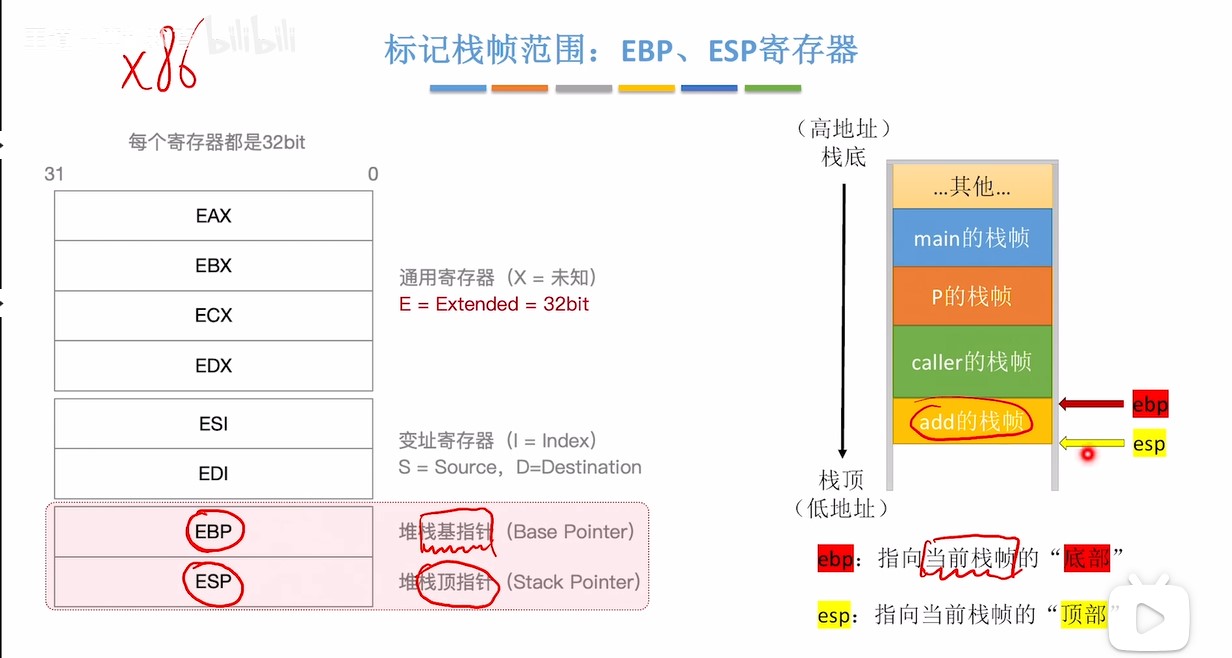 bilibili
x86
标记栈帧范围：EBP、ESP寄存器
每个寄存器都是32bit
31 0
EAX
EBX
ECX
EDX
通用寄存器（X = 未知）
E = Extended = 32bit
ESI
EDI
变址寄存器（I = Index）
S = Source，D=Destination
EBP
堆栈基指针（Base Pointer）
ESP
堆栈顶指针（Stack Pointer）
（高地址）
栈底
...其他...
main的栈帧
P的栈帧
caller的栈帧
add的栈帧
ebp
esp
栈顶
（低地址）
ebp：指向当前栈帧的“底部”
esp：指向当前栈帧的“顶部”